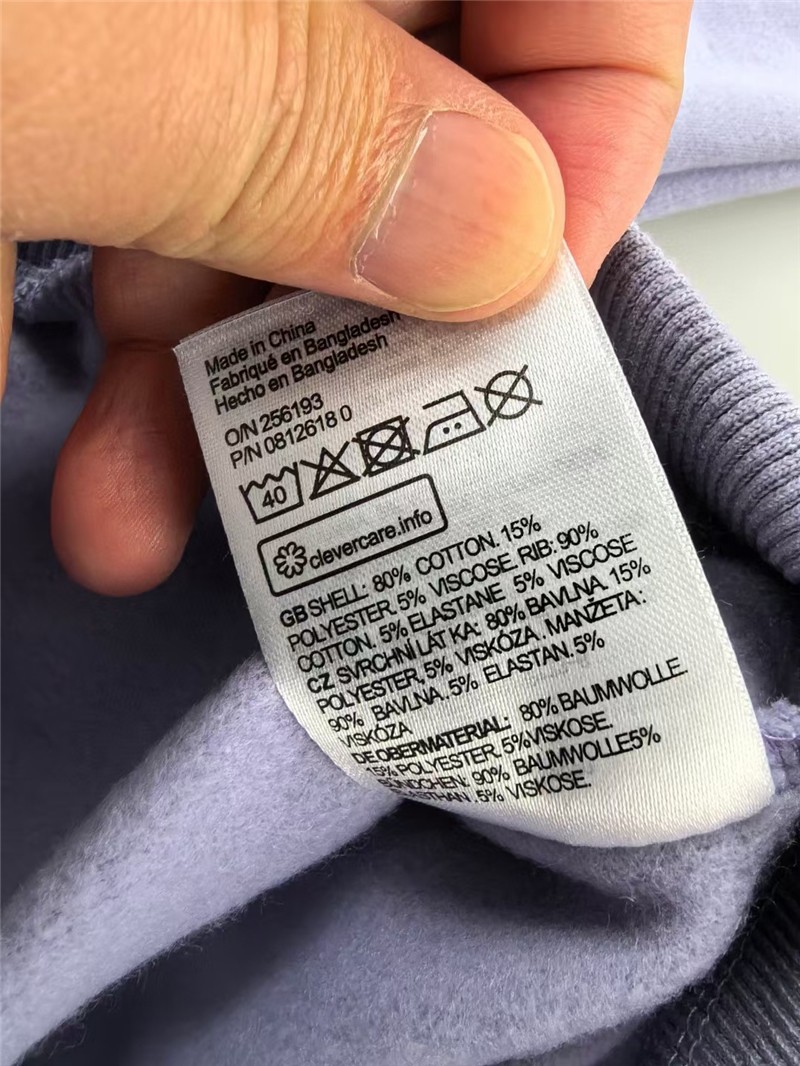 Made in China
Fabriqué en Bangladesh
Hecho en Bangladesh
O/N 256193
P/N 0812618 0
40
clevercare.info
GB SHELL: 80% COTTON. 15%
POLYESTER, 5% VISCOSE. RIB: 90%
COTTON. 5% ELASTANE 5% VISCOSE
CZ SVRCHNÍ LÁT KA: 80% BAVLNA. 15%
POLYESTER, 5% VISKÓZA. MANŽETA:
90% BAVLNA. 5% ELASTAN. 5%
VISKÓZA
DE OBERMATERIAL: 80% BAUMWOLLE.
15% POLYESTER, 5%VISKOSE.
BÜNDCHEN: 90% BAUMWOLLE5%
ELASTHAN. 5% VISKOSE.